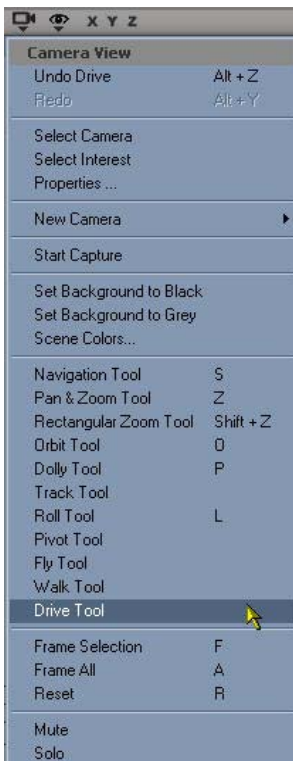 X Y Z
Camera View
Undo Drive Alt + Z
Redo Alt + Y
Select Camera
Select Interest
Properties ...
New Camera
Start Capture
Set Background to Black
Set Background to Grey
Scene Colors...
Navigation Tool S
Pan & Zoom Tool Z
Rectangular Zoom Tool Shift + Z
Orbit Tool O
Dolly Tool P
Track Tool
Roll Tool L
Pivot Tool
Fly Tool
Walk Tool
Drive Tool
Frame Selection F
Frame All A
Reset R
Mute
Solo